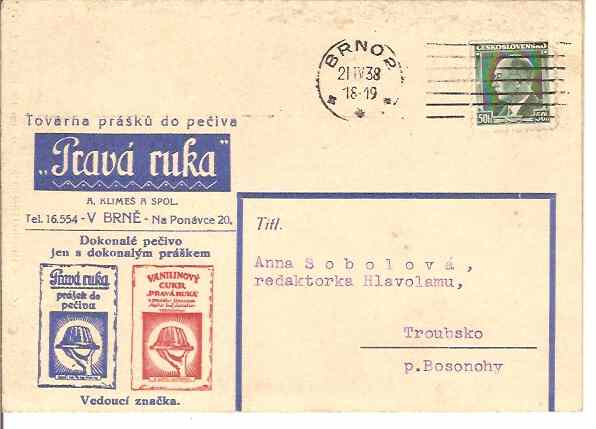 BRNO 2
21 IV 38
18-19
ČESKOSLOVENSKO
50h 50h
Továrna prášků do pečiva
„Pravá ruka"
A. KLIMEŠ A SPOL.
Tel. 16.554 - V BRNĚ - Na Ponávce 20.
Dokonalé pečivo
jen s dokonalým práškem
Pravá ruka
prášek do
pečiva
VANILINOVÝ
CUKR
„PRAVÁ RUKA"
Vedoucí značka.
Titl.
Anna Sobolová,
redaktorka Hlavolamu,
Troubsko
p.Bosonohy